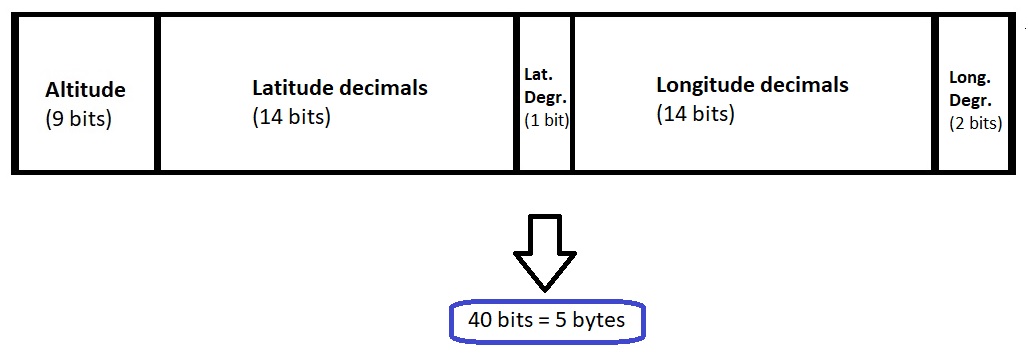 Altitude
(9 bits)
Latitude decimals
(14 bits)
Lat.
Degr.
(1 bit)
Longitude decimals
(14 bits)
Long.
Degr.
(2 bits)
40 bits = 5 bytes